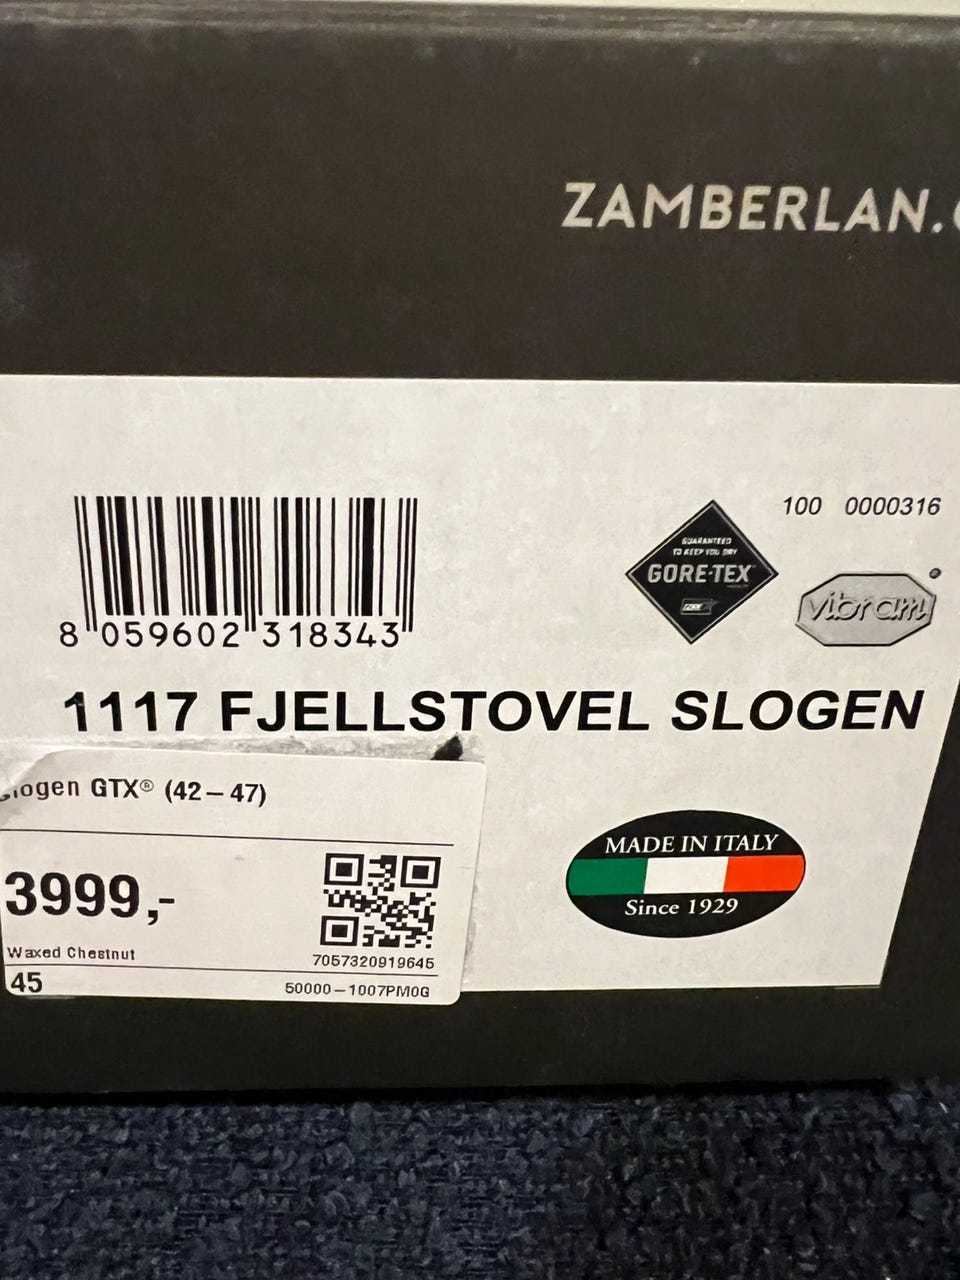 ZAMBERLAN.
100 0000316
GUARANTEED
TO KEEP YOU DRY
GORE-TEX
GORE
vibram
8 059602 318343
1117 FJELLSTOVEL SLOGEN
Slogen GTX® (42–47)
3999,-
Waxed Chestnut
7057320919645
45
50000–1007PM0G
MADE IN ITALY
Since 1929